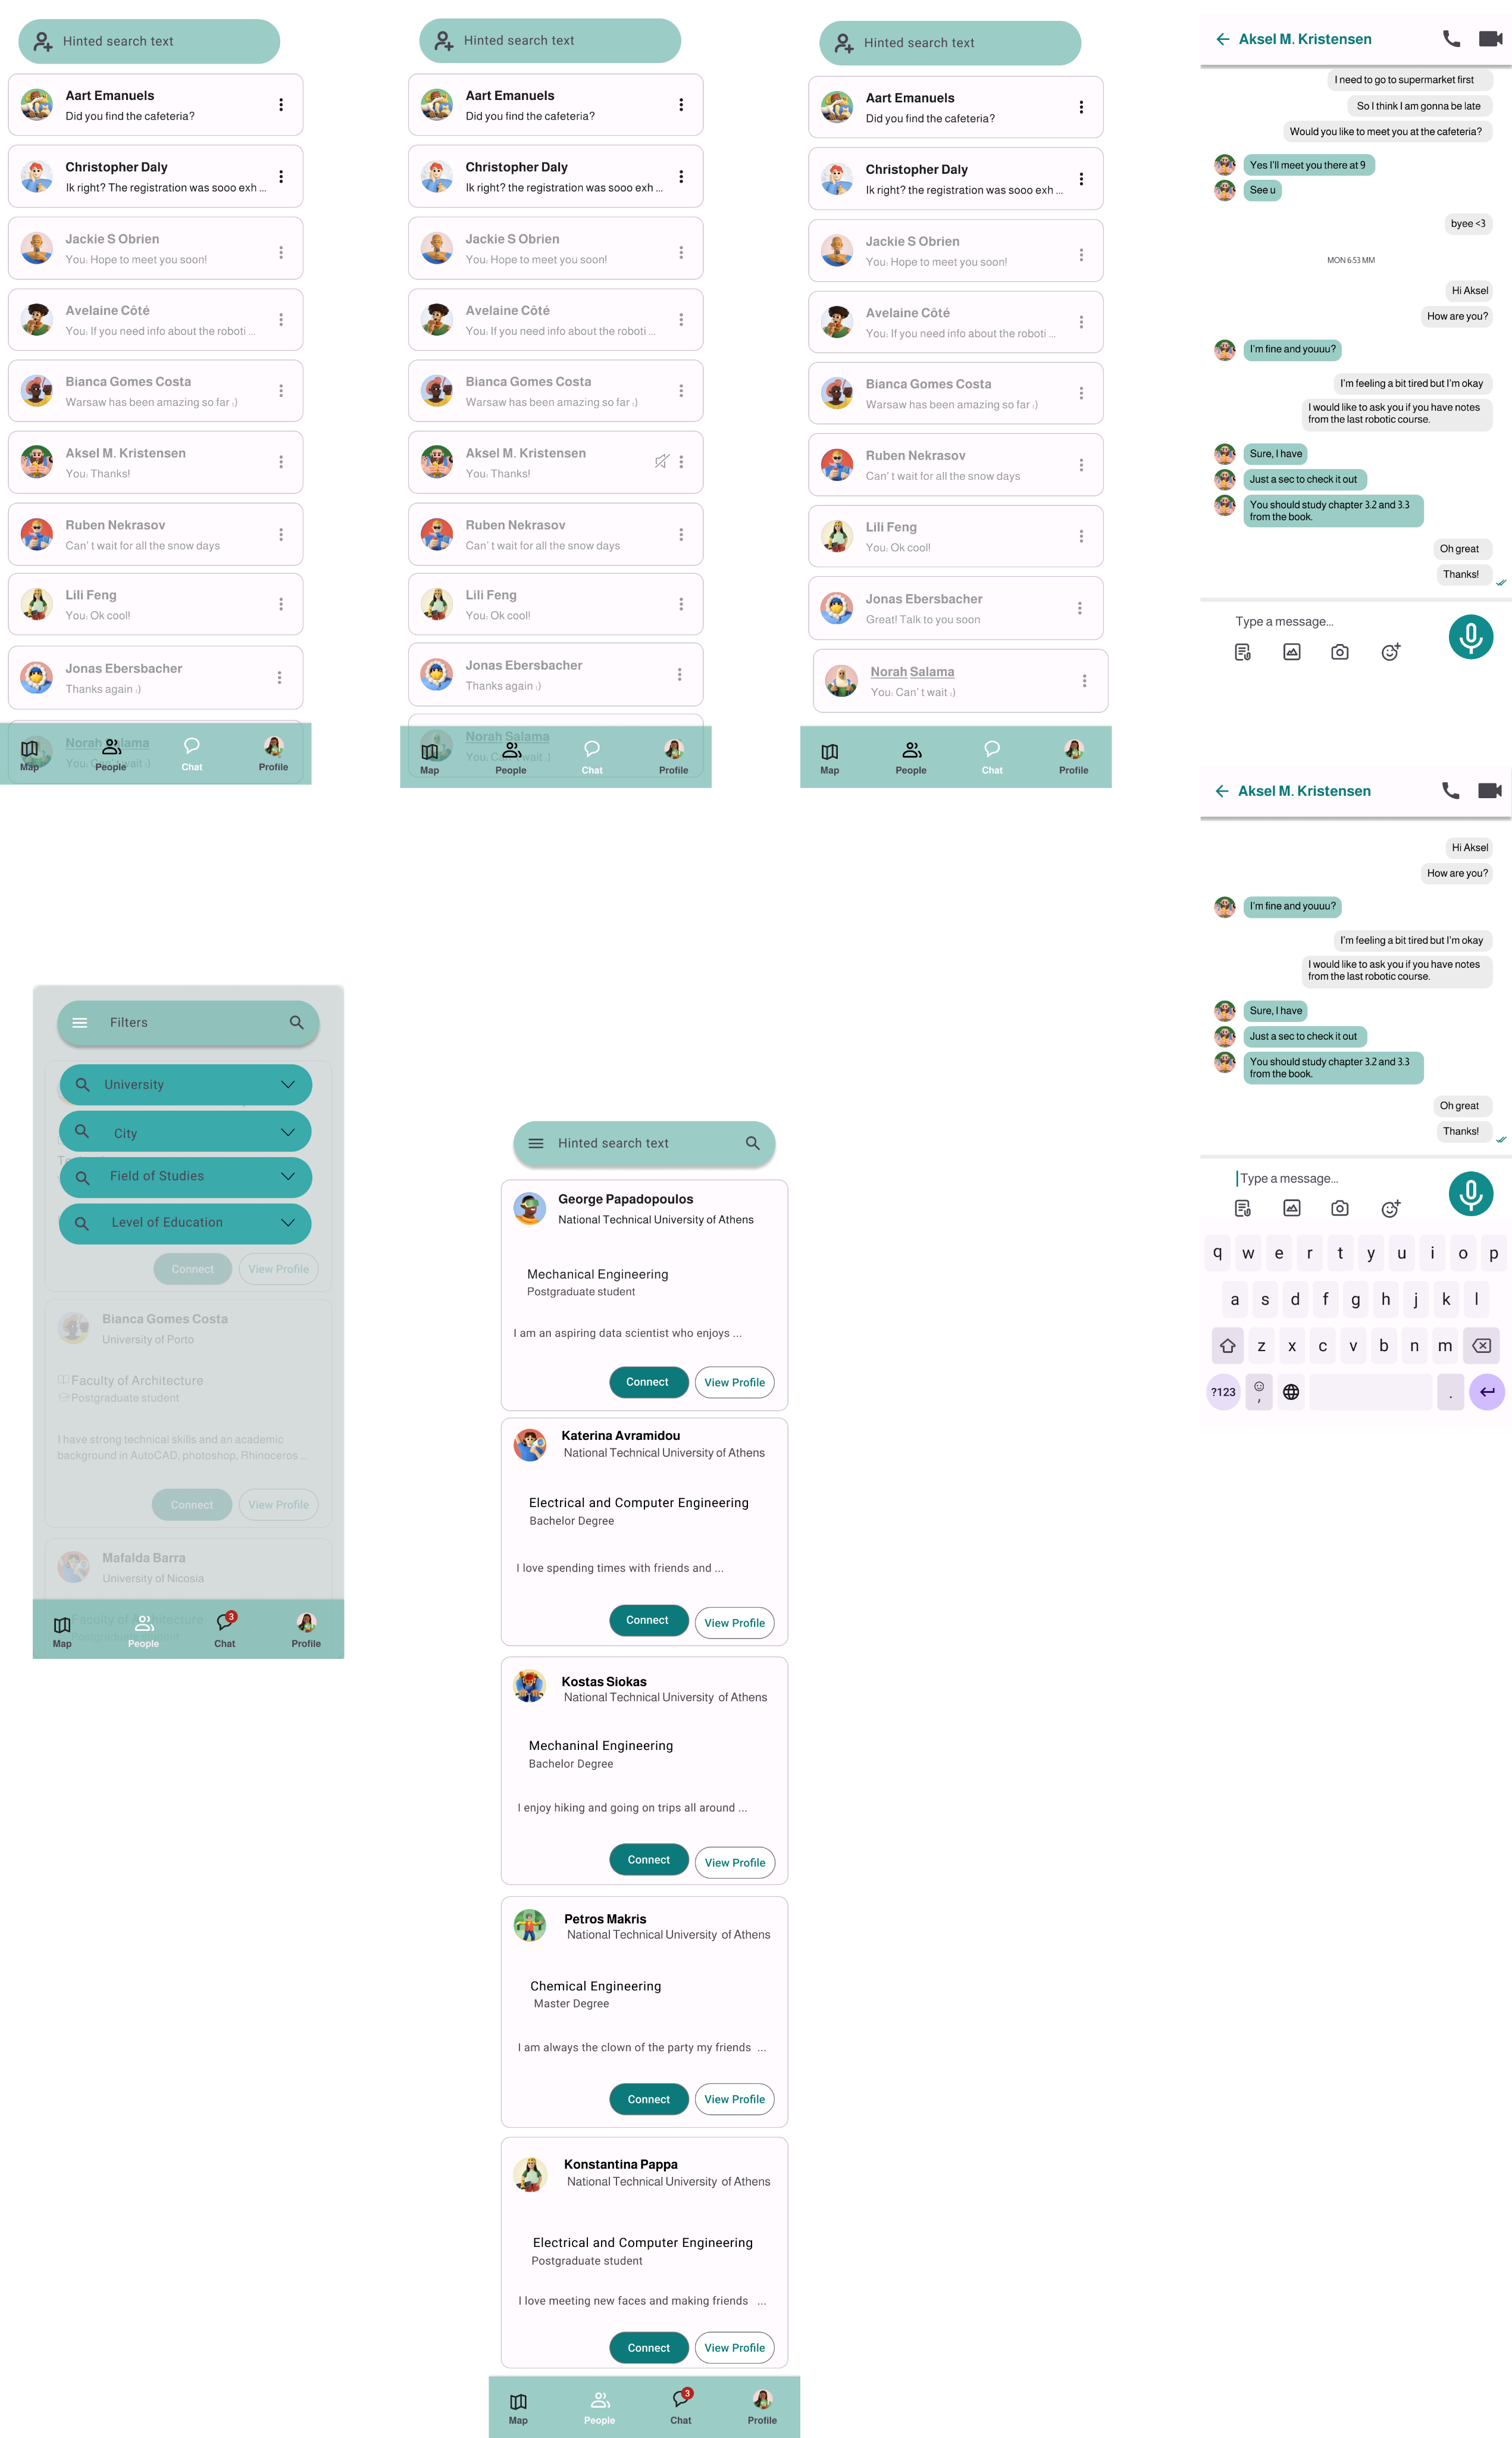 Hinted search text
Aart Emanuels
Did you find the cafeteria?
Christopher Daly
Ik right? The registration was sooo exh ...
Jackie S Obrien
You: Hope to meet you soon!
Avelaine Côté
You: If you need info about the roboti ...
Bianca Gomes Costa
Warsaw has been amazing so far :)
Aksel M. Kristensen
You: Thanks!
Ruben Nekrasov
Can' t wait for all the snow days
Lili Feng
You: Ok cool!
Jonas Ebersbacher
Thanks again :)
Norah Salama
You: Can' t wait :)
Map
People
Chat
Profile
Hinted search text
Aart Emanuels
Did you find the cafeteria?
Christopher Daly
Ik right? the registration was sooo exh ...
Jackie S Obrien
You: Hope to meet you soon!
Avelaine Côté
You: If you need info about the roboti ...
Bianca Gomes Costa
Warsaw has been amazing so far :)
Aksel M. Kristensen
You: Thanks!
Ruben Nekrasov
Can' t wait for all the snow days
Lili Feng
You: Ok cool!
Jonas Ebersbacher
Thanks again :)
Norah Salama
You: Can' t wait :)
Map
People
Chat
Profile
Hinted search text
Aart Emanuels
Did you find the cafeteria?
Christopher Daly
Ik right? the registration was sooo exh ...
Jackie S Obrien
You: Hope to meet you soon!
Avelaine Côté
You: If you need info about the roboti ...
Bianca Gomes Costa
Warsaw has been amazing so far :)
Ruben Nekrasov
Can' t wait for all the snow days
Lili Feng
You: Ok cool!
Jonas Ebersbacher
Great! Talk to you soon
Norah Salama
You: Can' t wait :)
Map
People
Chat
Profile
Aksel M. Kristensen
I need to go to supermarket first
So I think I am gonna be late
Would you like to meet you at the cafeteria?
Yes I'll meet you there at 9
See u
byee <3
MON 6:53 MM
Hi Aksel
How are you?
I'm fine and youuu?
I'm feeling a bit tired but I'm okay
I would like to ask you if you have notes
from the last robotic course.
Sure, I have
Just a sec to check it out
You should study chapter 3.2 and 3.3
from the book.
Oh great
Thanks!
Type a message...
Aksel M. Kristensen
Hi Aksel
How are you?
I'm fine and youuu?
I'm feeling a bit tired but I'm okay
I would like to ask you if you have notes
from the last robotic course.
Sure, I have
Just a sec to check it out
You should study chapter 3.2 and 3.3
from the book.
Oh great
Thanks!
Type a message...
q w e r t y u i o p
a s d f g h j k l
z x c v b n m
?123 , .
Filters
University
City
Field of Studies
Level of Education
Connect
View Profile
Bianca Gomes Costa
University of Porto
Faculty of Architecture
Postgraduate student
I have strong technical skills and an academic
background in AutoCAD, photoshop, Rhinoceros ...
Connect
View Profile
Mafalda Barra
University of Nicosia
Faculty of Architecture
Postgraduate student
Map
People
3
Chat
Profile
Hinted search text
George Papadopoulos
National Technical University of Athens
Mechanical Engineering
Postgraduate student
I am an aspiring data scientist who enjoys ...
Connect
View Profile
Katerina Avramidou
National Technical University of Athens
Electrical and Computer Engineering
Bachelor Degree
I love spending times with friends and ...
Connect
View Profile
Kostas Siokas
National Technical University of Athens
Mechaninal Engineering
Bachelor Degree
I enjoy hiking and going on trips all around ...
Connect
View Profile
Petros Makris
National Technical University of Athens
Chemical Engineering
Master Degree
I am always the clown of the party my friends ...
Connect
View Profile
Konstantina Pappa
National Technical University of Athens
Electrical and Computer Engineering
Postgraduate student
I love meeting new faces and making friends ...
Connect
View Profile
Map
People
3
Chat
Profile